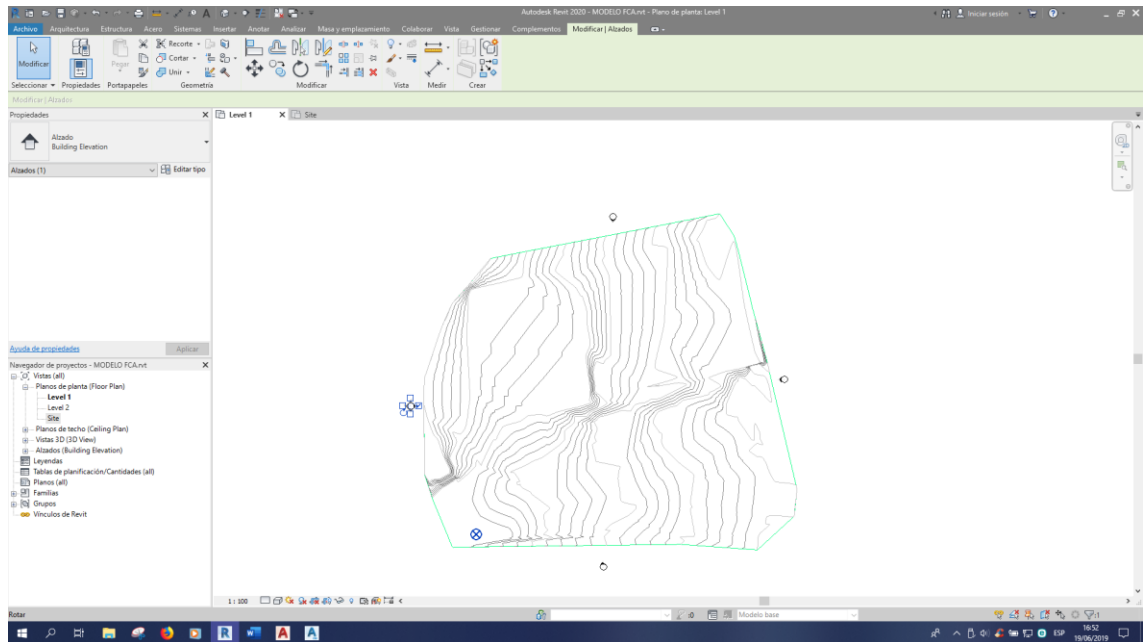 Autodesk Revit 2020 - MODELO FCA.rvt - Plano de planta: Level 1
Iniciar sesión
Archivo Arquitectura Estructura Acero Sistemas Insertar Anotar Analizar Masa y emplazamiento Colaborar Vista Gestionar Complementos Modificar | Alzados
Modificar
Pegar
Recorte
Cortar
Unir
Seleccionar Propiedades Portapapeles Geometría Modificar Vista Medir Crear
Modificar | Alzados
Propiedades
Level 1
Site
Alzado
Building Elevation
Alzados (1)
Editar tipo
Ayuda de propiedades
Aplicar
Navegador de proyectos - MODELO FCA.rvt
Vistas (all)
Planos de planta (Floor Plan)
Level 1
Level 2
Site
Planos de techo (Ceiling Plan)
Vistas 3D (3D View)
Alzados (Building Elevation)
Leyendas
Tablas de planificación/Cantidades (all)
Planos (all)
Familias
Grupos
Vínculos de Revit
1 : 100
Rotar
:0
Modelo base
:1
ESP
16:52
19/06/2019